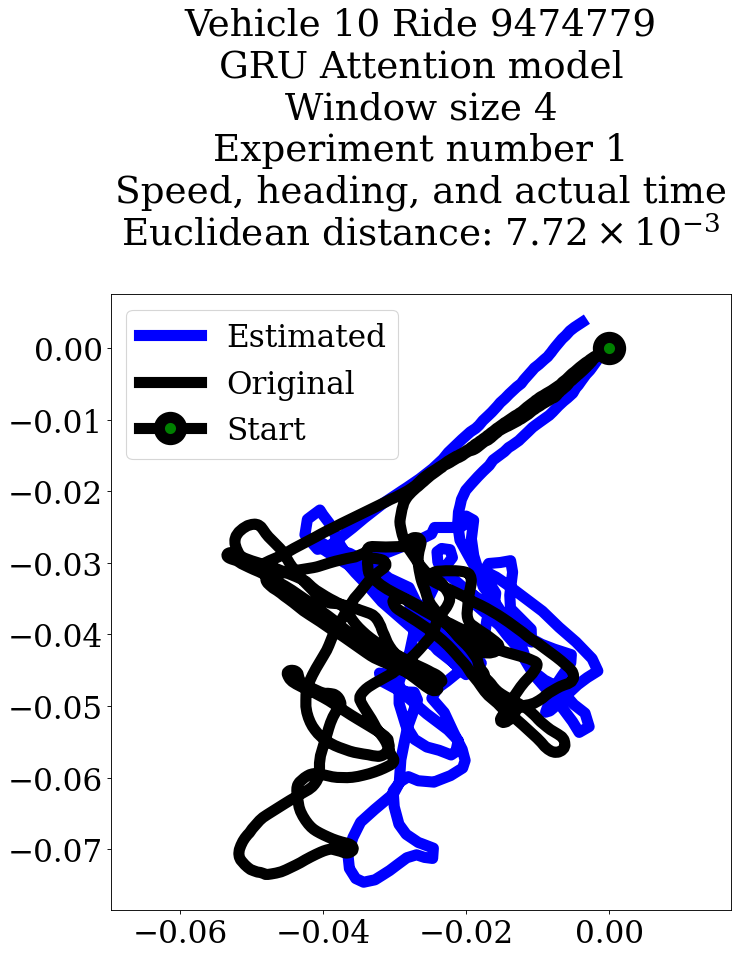 Vehicle 10 Ride 9474779
GRU Attention model
Window size 4
Experiment number 1
Speed, heading, and actual time
Euclidean distance: 7.72 × 10⁻³
Estimated
Original
Start
0.00
−0.01
−0.02
−0.03
−0.04
−0.05
−0.06
−0.07
−0.06 −0.04 −0.02 0.00